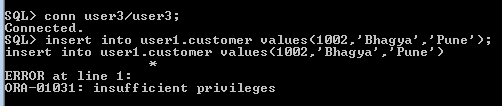 SQL> conn user3/user3;
Connected.
SQL> insert into user1.customer values(1002,'Bhagya','Pune');
insert into user1.customer values(1002,'Bhagya','Pune')
*
ERROR at line 1:
ORA-01031: insufficient privileges